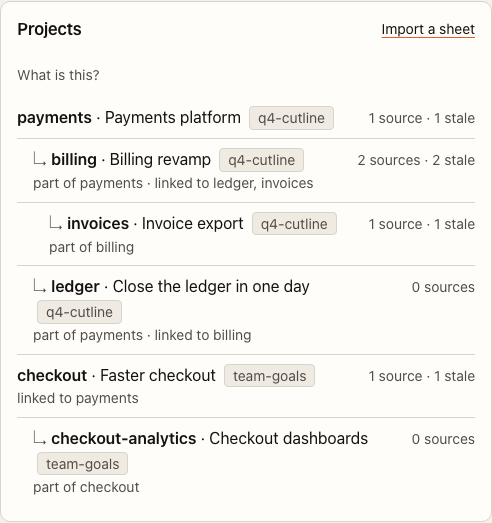 Projects Import a sheet
What is this?
payments · Payments platform q4-cutline 1 source · 1 stale
billing · Billing revamp q4-cutline 2 sources · 2 stale
part of payments · linked to ledger, invoices
invoices · Invoice export q4-cutline 1 source · 1 stale
part of billing
ledger · Close the ledger in one day 0 sources
q4-cutline
part of payments · linked to billing
checkout · Faster checkout team-goals 1 source · 1 stale
linked to payments
checkout-analytics · Checkout dashboards 0 sources
team-goals
part of checkout